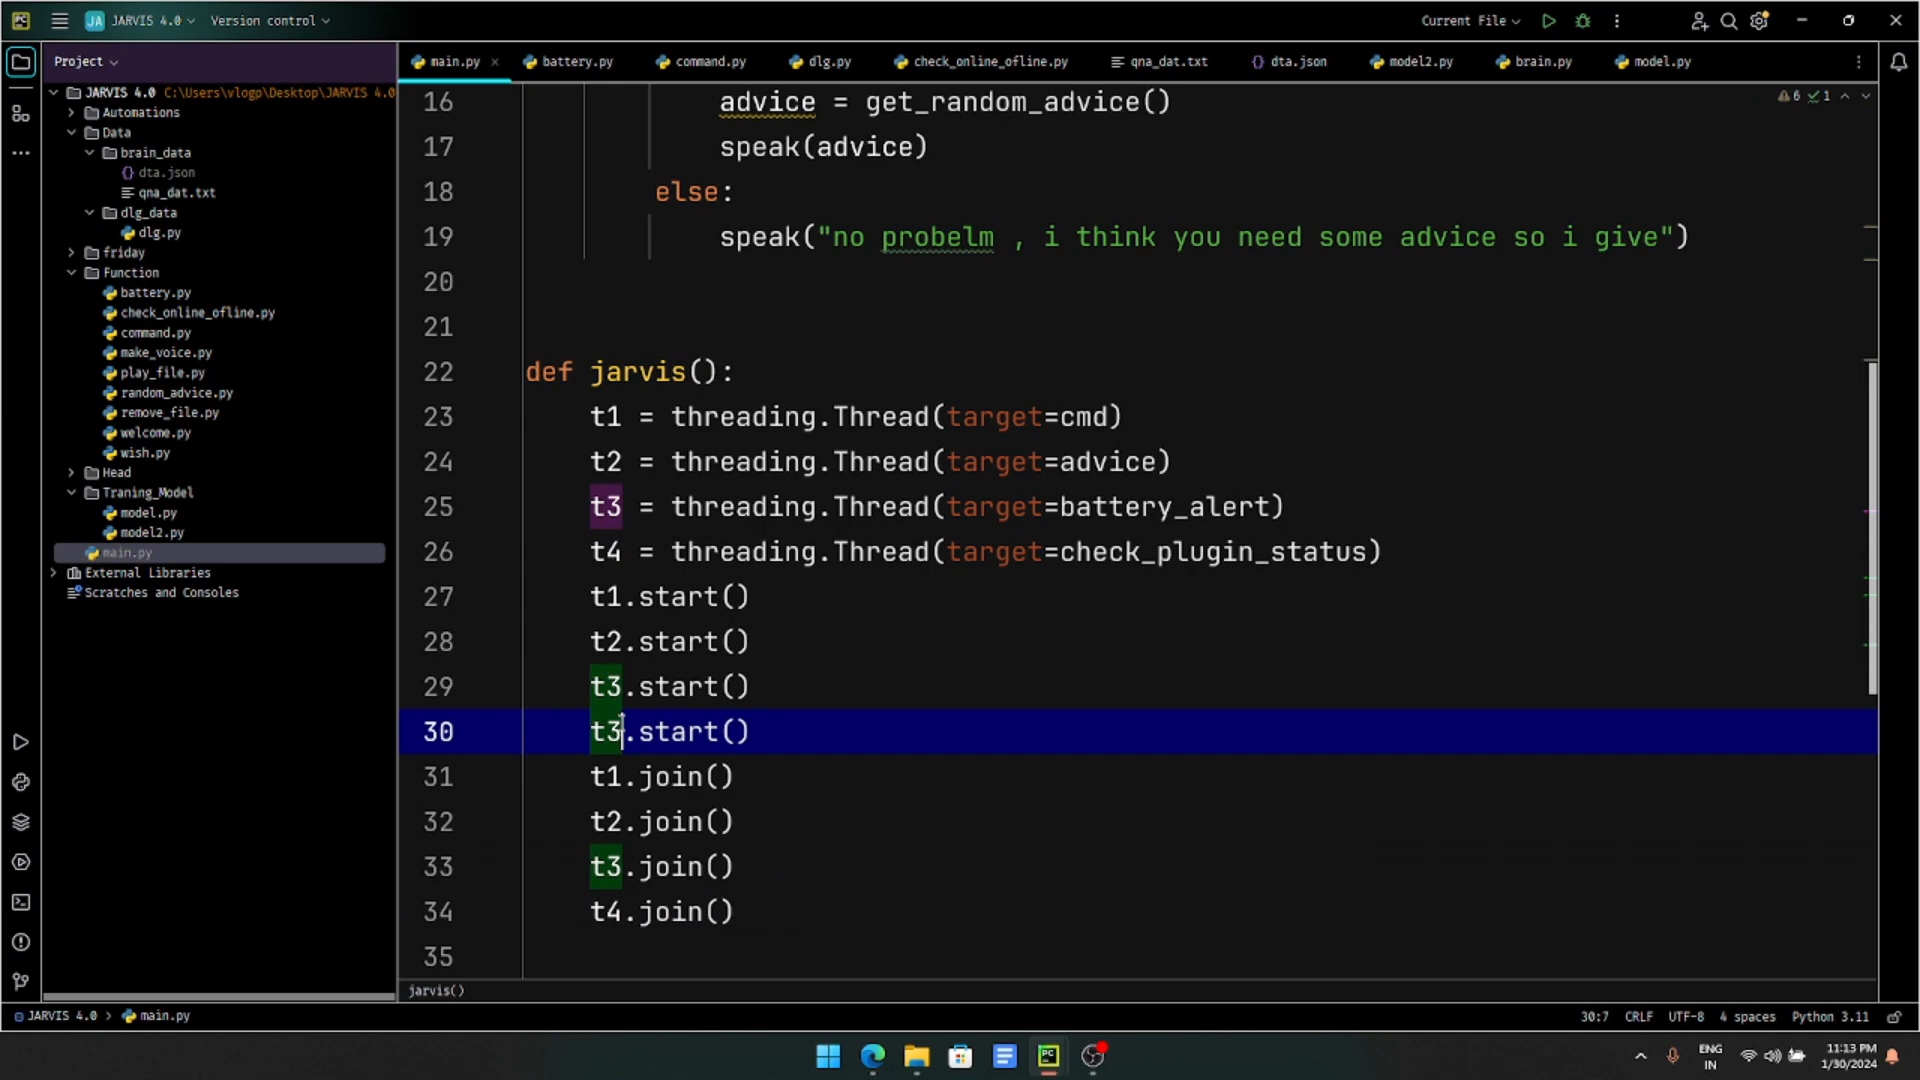 PC JA JARVIS 4.0 Version control Current File
Project
main.py battery.py command.py dlg.py check_online_ofline.py qna_dat.txt {} dta.json model2.py brain.py model.py
JARVIS 4.0 C:\Users\vlogp\Desktop\JARVIS 4.0
Automations
Data
brain_data
{} dta.json
qna_dat.txt
dlg_data
dlg.py
friday
Function
battery.py
check_online_ofline.py
command.py
make_voice.py
play_file.py
random_advice.py
remove_file.py
welcome.py
wish.py
Head
Traning_Model
model.py
model2.py
main.py
External Libraries
Scratches and Consoles
6 1
16 advice = get_random_advice()
17 speak(advice)
18 else:
19 speak("no probelm , i think you need some advice so i give")
20
21
22 def jarvis():
23 t1 = threading.Thread(target=cmd)
24 t2 = threading.Thread(target=advice)
25 t3 = threading.Thread(target=battery_alert)
26 t4 = threading.Thread(target=check_plugin_status)
27 t1.start()
28 t2.start()
29 t3.start()
30 t3.start()
31 t1.join()
32 t2.join()
33 t3.join()
34 t4.join()
35
jarvis()
JARVIS 4.0 > main.py 30:7 CRLF UTF-8 4 spaces Python 3.11
PC ENG IN 11:13 PM
1/30/2024